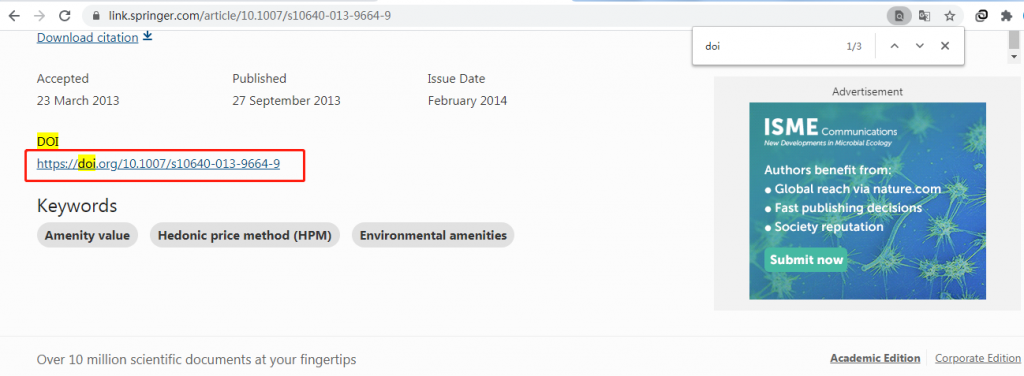 link.springer.com/article/10.1007/s10640-013-9664-9
doi 1/3
Download citation
Accepted Published Issue Date
23 March 2013 27 September 2013 February 2014
DOI
https://doi.org/10.1007/s10640-013-9664-9
Keywords
Amenity value Hedonic price method (HPM) Environmental amenities
Advertisement
ISME Communications
New Developments in Microbial Ecology
Authors benefit from:
• Global reach via nature.com
• Fast publishing decisions
• Society reputation
Submit now
Over 10 million scientific documents at your fingertips
Academic Edition Corporate Edition